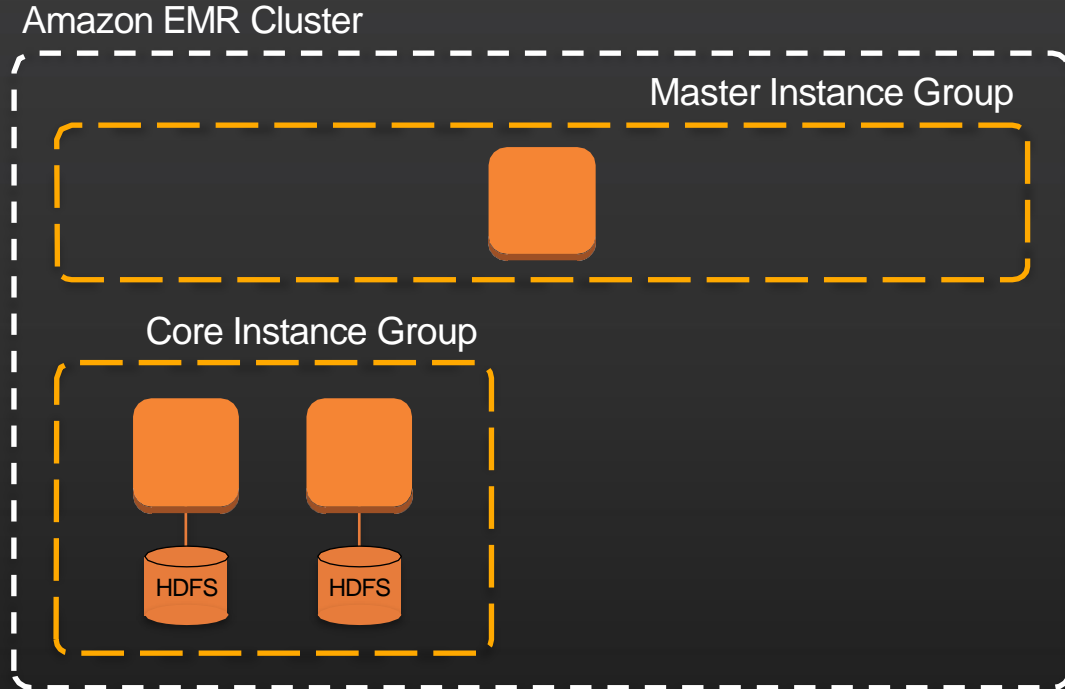 Amazon EMR Cluster
Master Instance Group
Core Instance Group
HDFS
HDFS